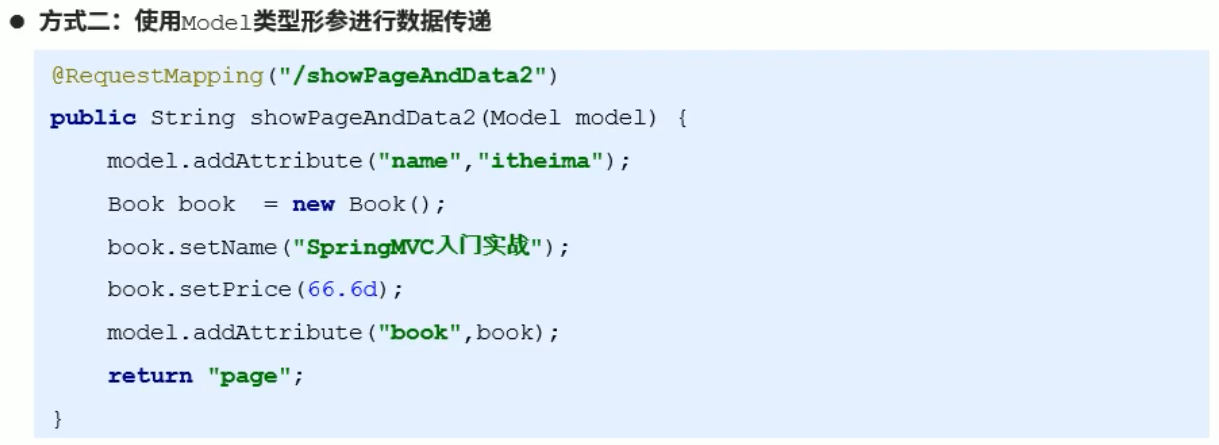 ● 方式二：使用Model类型形参进行数据传递
@RequestMapping("/showPageAndData2")
public String showPageAndData2(Model model) {
    model.addAttribute("name","itheima");
    Book book  = new Book();
    book.setName("SpringMVC入门实战");
    book.setPrice(66.6d);
    model.addAttribute("book",book);
    return "page";
}